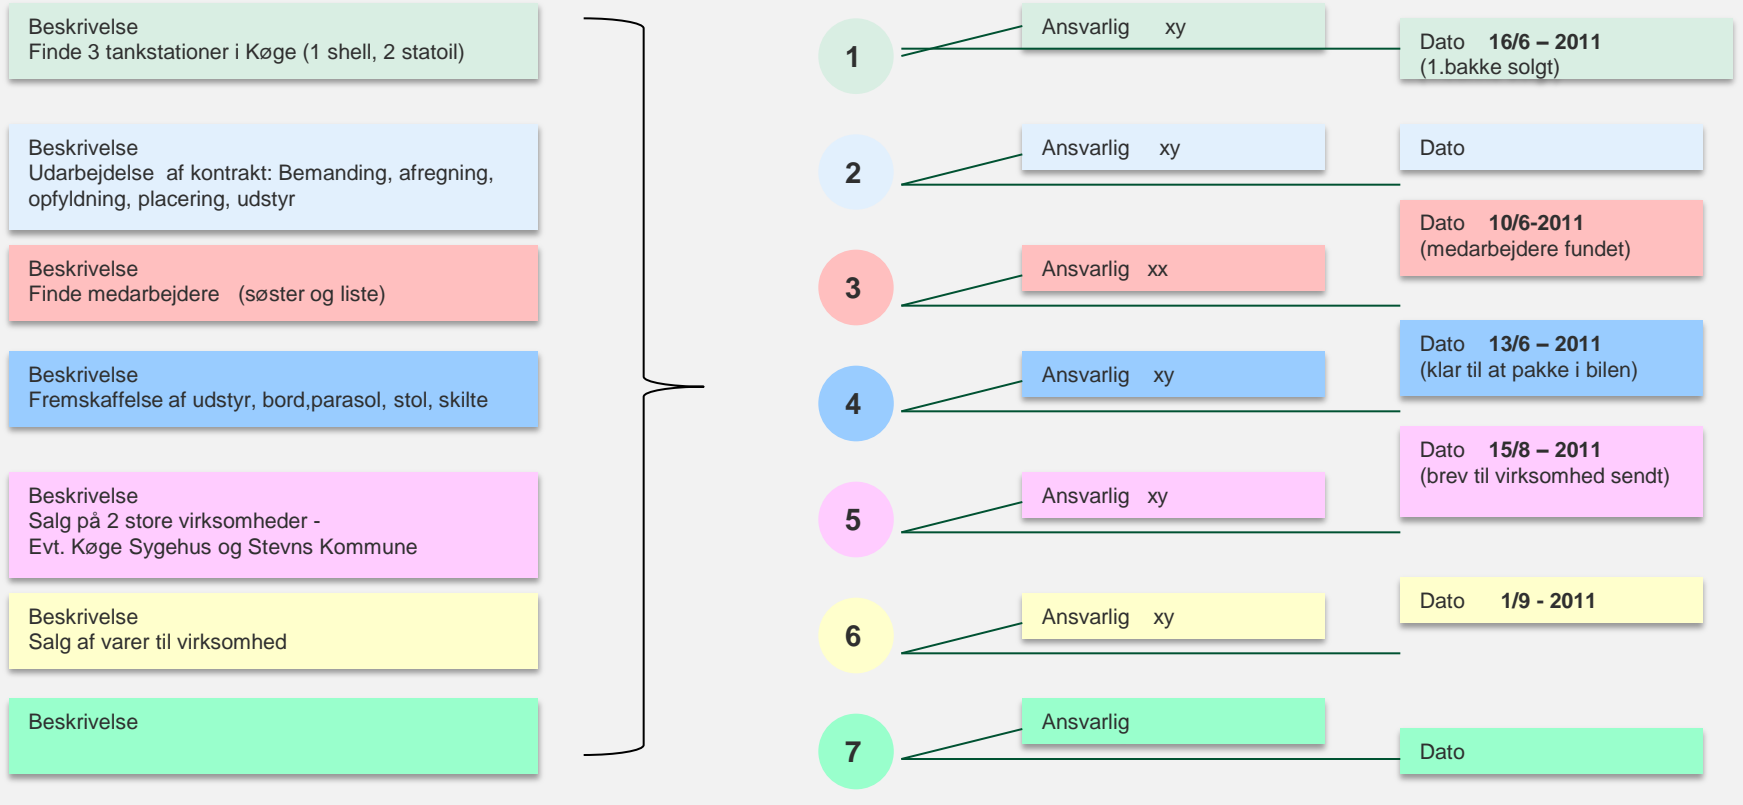 Beskrivelse
Finde 3 tankstationer i Køge (1 shell, 2 statoil)
1
Ansvarlig xy
Dato 16/6 – 2011
(1.bakke solgt)
Beskrivelse
Udarbejdelse af kontrakt: Bemanding, afregning,
opfyldning, placering, udstyr
2
Ansvarlig xy
Dato
Beskrivelse
Finde medarbejdere (søster og liste)
3
Ansvarlig xx
Dato 10/6-2011
(medarbejdere fundet)
Beskrivelse
Fremskaffelse af udstyr, bord,parasol, stol, skilte
4
Ansvarlig xy
Dato 13/6 – 2011
(klar til at pakke i bilen)
Beskrivelse
Salg på 2 store virksomheder -
Evt. Køge Sygehus og Stevns Kommune
5
Ansvarlig xy
Dato 15/8 – 2011
(brev til virksomhed sendt)
Beskrivelse
Salg af varer til virksomhed
6
Ansvarlig xy
Dato 1/9 - 2011
Beskrivelse
7
Ansvarlig
Dato